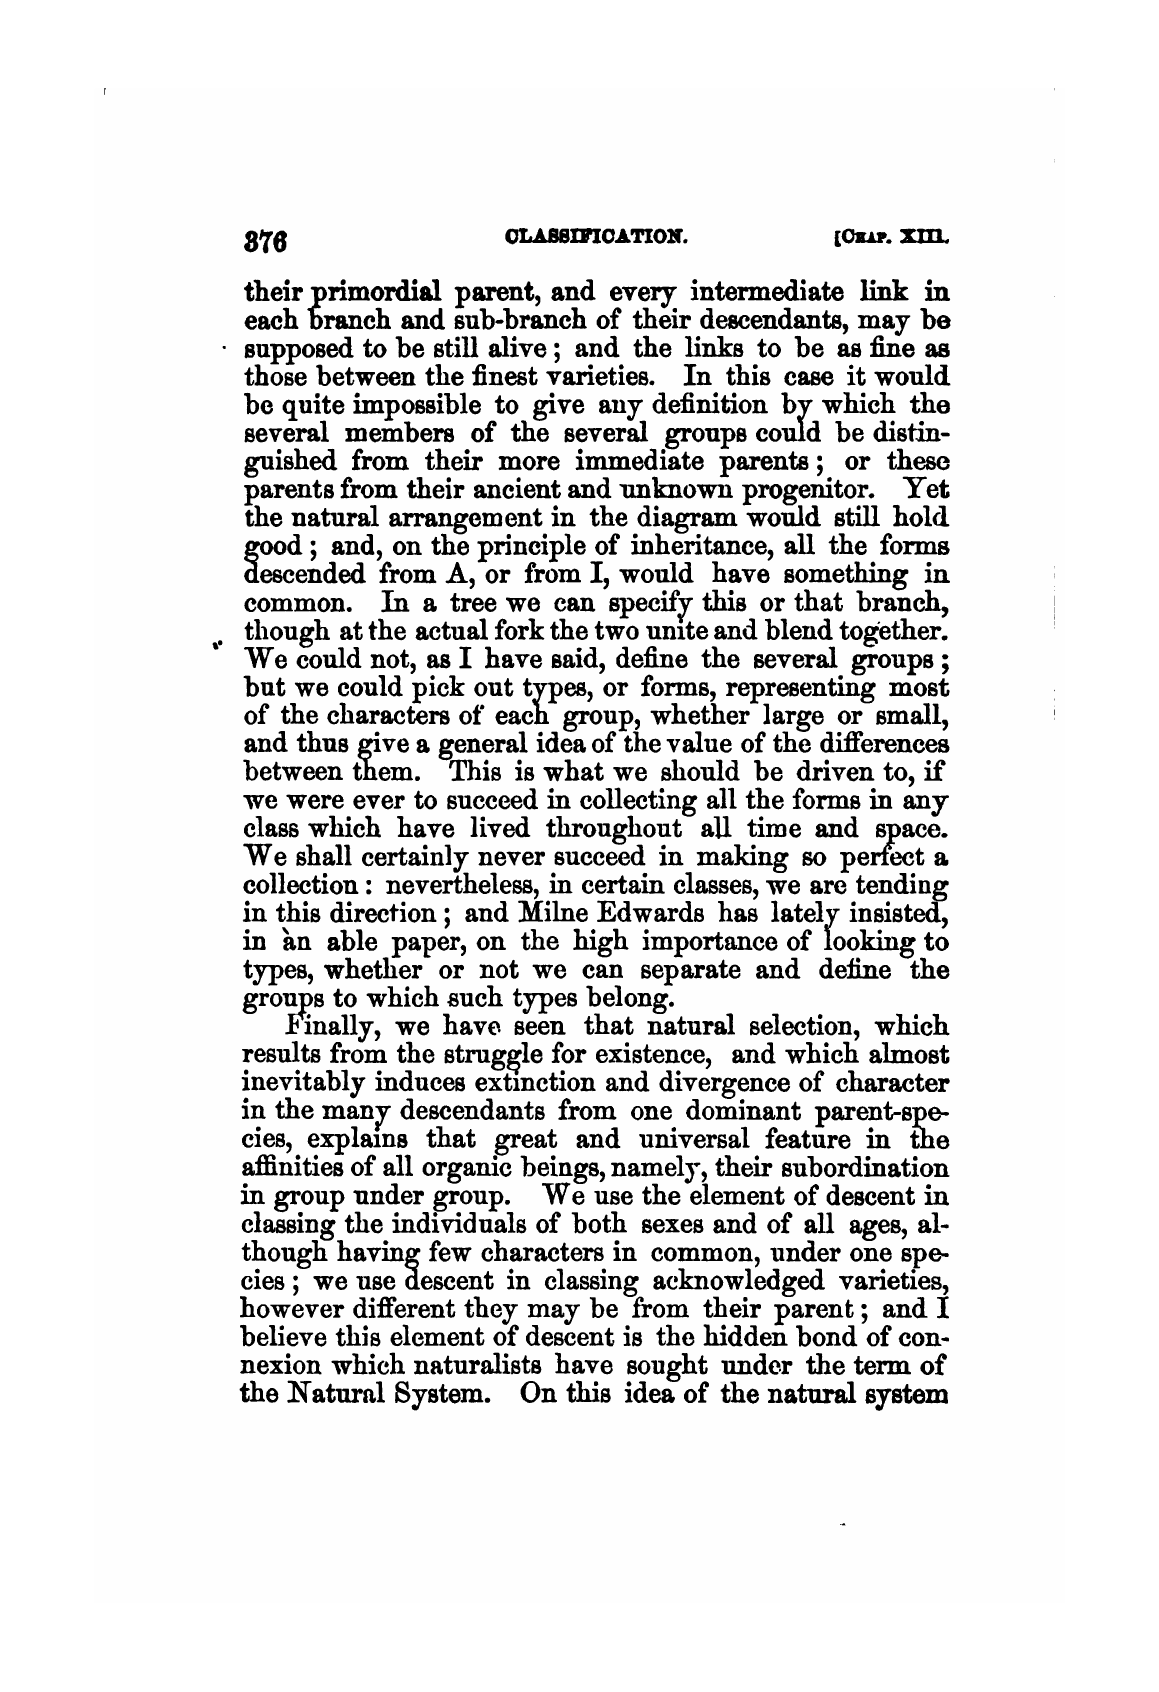 376 CLASSIFICATION. [CHAP. XIII.
their primordial parent, and every intermediate link in
each branch and sub-branch of their descendants, may be
supposed to be still alive; and the links to be as fine as
those between the finest varieties. In this case it would
be quite impossible to give any definition by which the
several members of the several groups could be distin-
guished from their more immediate parents; or these
parents from their ancient and unknown progenitor. Yet
the natural arrangement in the diagram would still hold
good; and, on the principle of inheritance, all the forms
descended from A, or from I, would have something in
common. In a tree we can specify this or that branch,
though at the actual fork the two unite and blend together.
We could not, as I have said, define the several groups;
but we could pick out types, or forms, representing most
of the characters of each group, whether large or small,
and thus give a general idea of the value of the differences
between them. This is what we should be driven to, if
we were ever to succeed in collecting all the forms in any
class which have lived throughout all time and space.
We shall certainly never succeed in making so perfect a
collection: nevertheless, in certain classes, we are tending
in this direction; and Milne Edwards has lately insisted,
in an able paper, on the high importance of looking to
types, whether or not we can separate and define the
groups to which such types belong.
Finally, we have seen that natural selection, which
results from the struggle for existence, and which almost
inevitably induces extinction and divergence of character
in the many descendants from one dominant parent-spe-
cies, explains that great and universal feature in the
affinities of all organic beings, namely, their subordination
in group under group. We use the element of descent in
classing the individuals of both sexes and of all ages, al-
though having few characters in common, under one spe-
cies; we use descent in classing acknowledged varieties,
however different they may be from their parent; and I
believe this element of descent is the hidden bond of con-
nexion which naturalists have sought under the term of
the Natural System. On this idea of the natural system